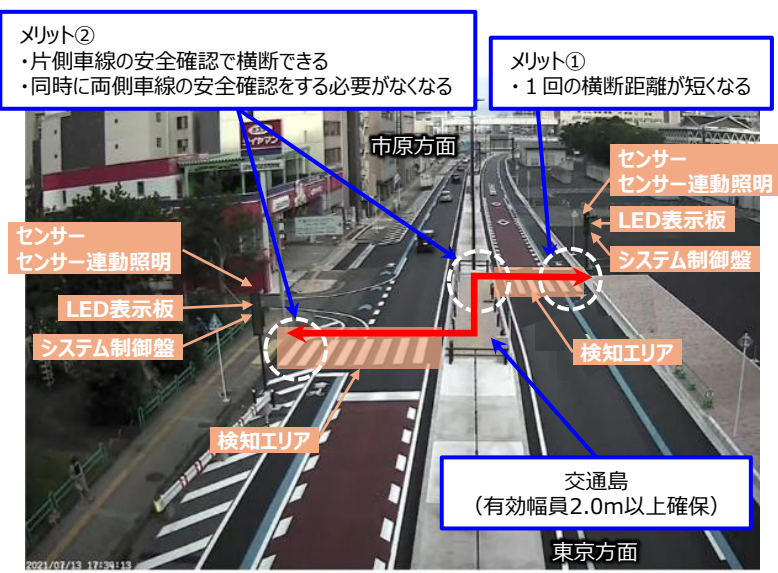 メリット②
・片側車線の安全確認で横断できる
・同時に両側車線の安全確認をする必要がなくなる
メリット①
・１回の横断距離が短くなる
市原方面
センサー
センサー連動照明
LED表示板
システム制御盤
センサー
センサー連動照明
LED表示板
システム制御盤
検知エリア
検知エリア
交通島
（有効幅員2.0m以上確保）
東京方面
2021/07/13 17:34:13